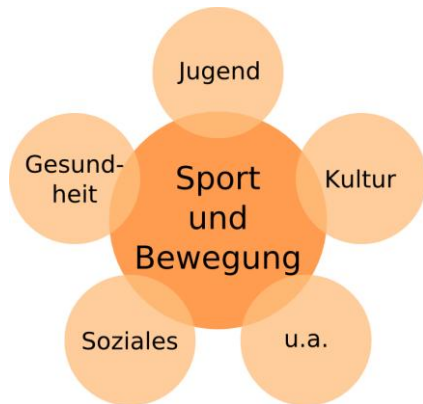 Jugend
Gesund-
heit
Sport
und
Bewegung
Kultur
Soziales
u.a.